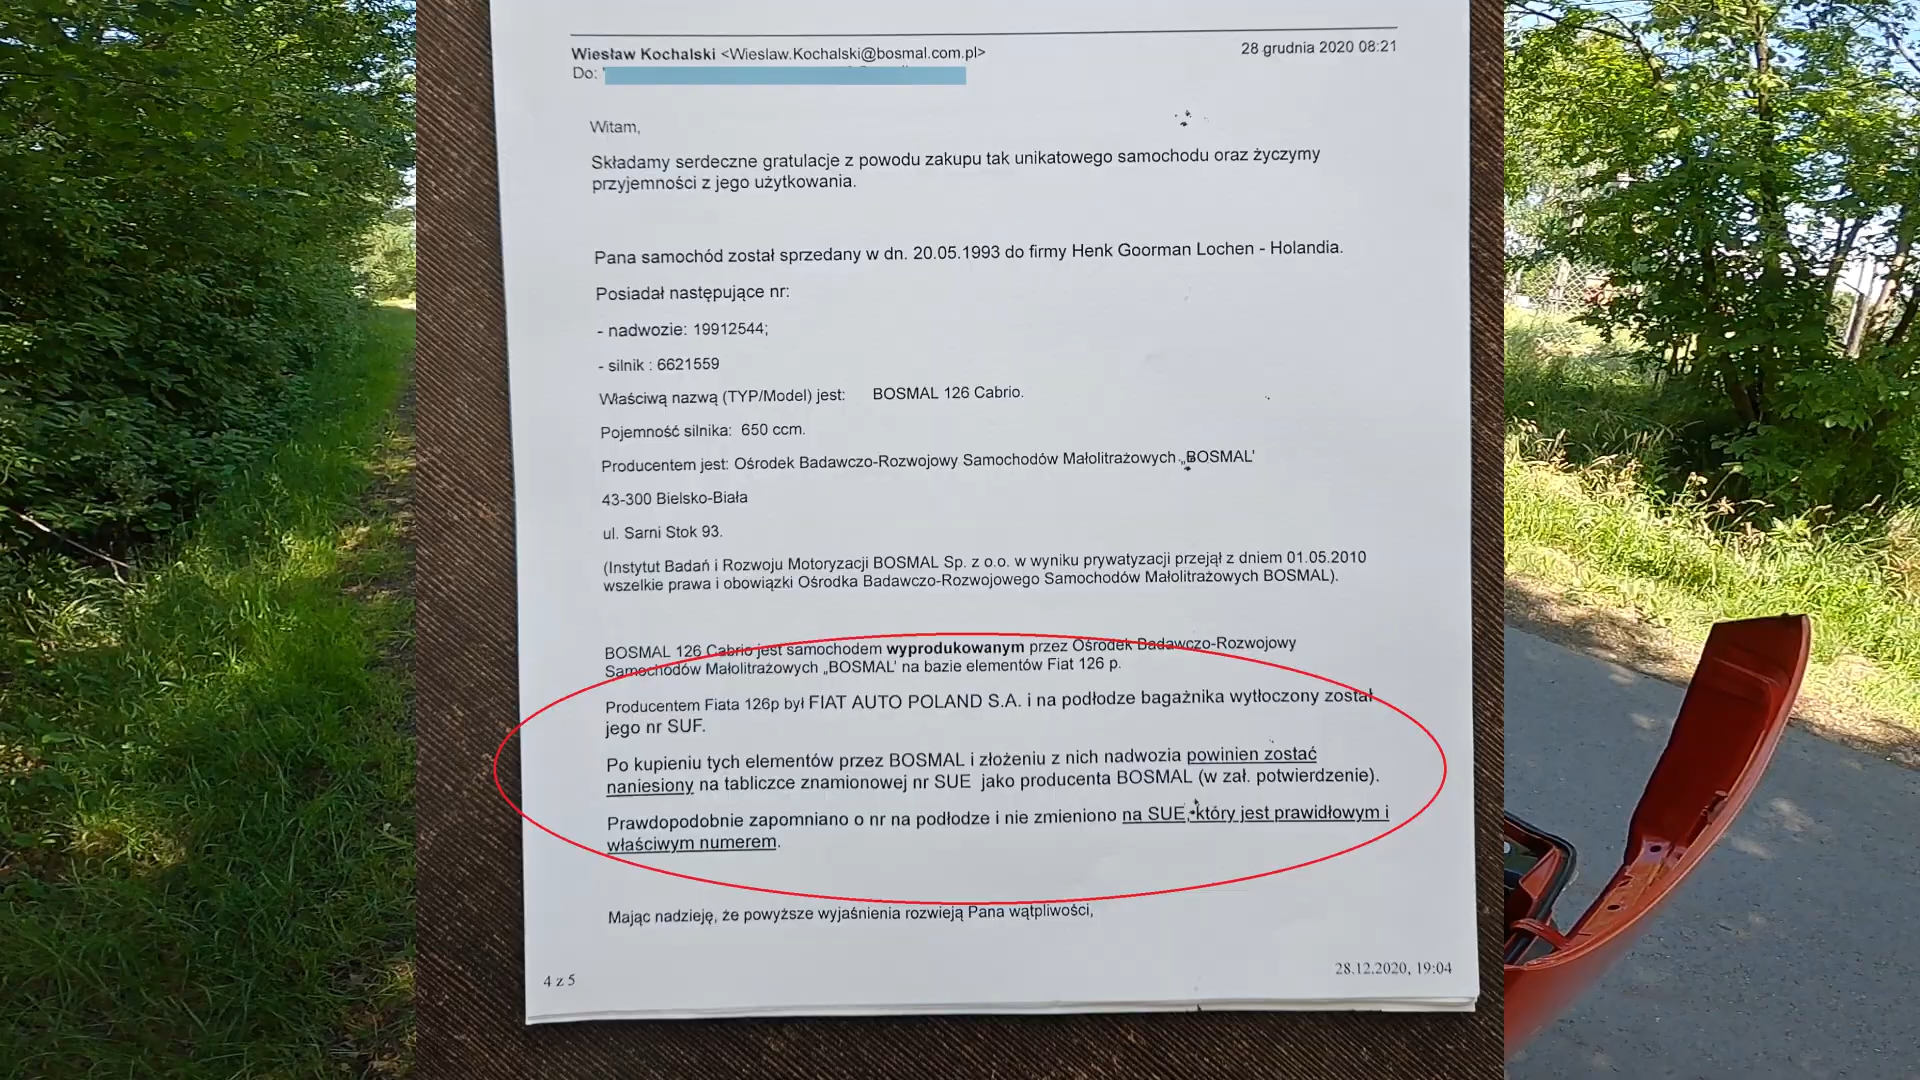 Wiesław Kochalski <Wieslaw.Kochalski@bosmal.com.pl>
28 grudnia 2020 08:21
Do:
Witam,
Składamy serdeczne gratulacje z powodu zakupu tak unikatowego samochodu oraz życzymy
przyjemności z jego użytkowania.
Pana samochód został sprzedany w dn. 20.05.1993 do firmy Henk Goorman Lochen - Holandia.
Posiadał następujące nr:
- nadwozie: 19912544;
- silnik : 6621559
Właściwą nazwą (TYP/Model) jest: BOSMAL 126 Cabrio.
Pojemność silnika: 650 ccm.
Producentem jest: Ośrodek Badawczo-Rozwojowy Samochodów Małolitrażowych „BOSMAL'
43-300 Bielsko-Biała
ul. Sarni Stok 93.
(Instytut Badań i Rozwoju Motoryzacji BOSMAL Sp. z o.o. w wyniku prywatyzacji przejął z dniem 01.05.2010
wszelkie prawa i obowiązki Ośrodka Badawczo-Rozwojowego Samochodów Małolitrażowych BOSMAL).
BOSMAL 126 Cabrio jest samochodem wyprodukowanym przez Ośrodek Badawczo-Rozwojowy
Samochodów Małolitrażowych „BOSMAL' na bazie elementów Fiat 126 p.
Producentem Fiata 126p był FIAT AUTO POLAND S.A. i na podłodze bagażnika wytłoczony został
jego nr SUF.
Po kupieniu tych elementów przez BOSMAL i złożeniu z nich nadwozia powinien zostać
naniesiony na tabliczce znamionowej nr SUE jako producenta BOSMAL (w zał. potwierdzenie).
Prawdopodobnie zapomniano o nr na podłodze i nie zmieniono na SUE, który jest prawidłowym i
właściwym numerem.
Mając nadzieję, że powyższe wyjaśnienia rozwieją Pana wątpliwości,
4 z 5
28.12.2020, 19:04